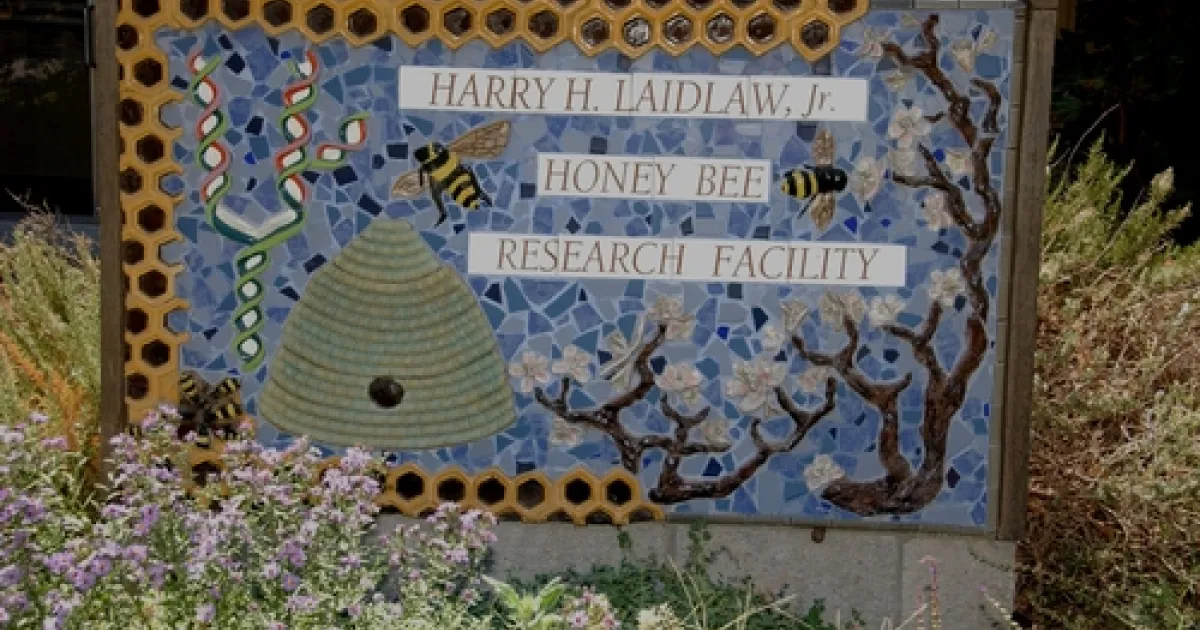 HARRY H. LAIDLAW, Jr.
HONEY BEE
RESEARCH FACILITY